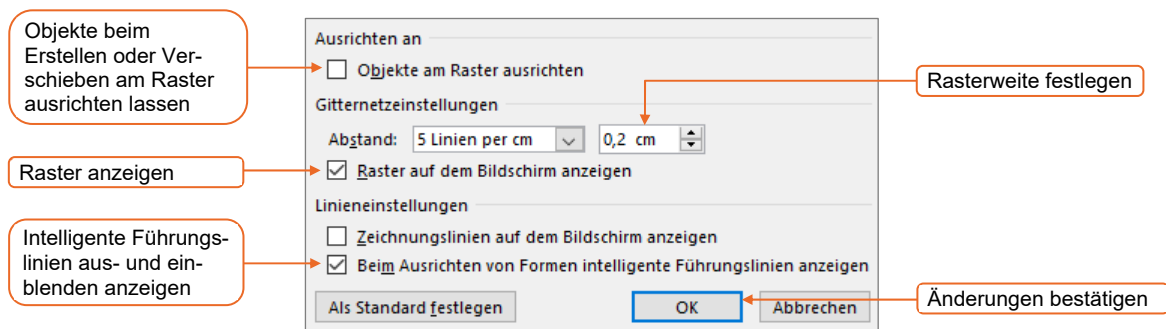 Objekte beim
Erstellen oder Ver-
schieben am Raster
ausrichten lassen
Ausrichten an
Objekte am Raster ausrichten
Rasterweite festlegen
Gitternetzeinstellungen
Abstand: 5 Linien per cm 0,2 cm
Raster anzeigen
Raster auf dem Bildschirm anzeigen
Linieneinstellungen
Intelligente Führungs-
linien aus- und ein-
blenden anzeigen
Zeichnungslinien auf dem Bildschirm anzeigen
Beim Ausrichten von Formen intelligente Führungslinien anzeigen
Als Standard festlegen OK Abbrechen
Änderungen bestätigen